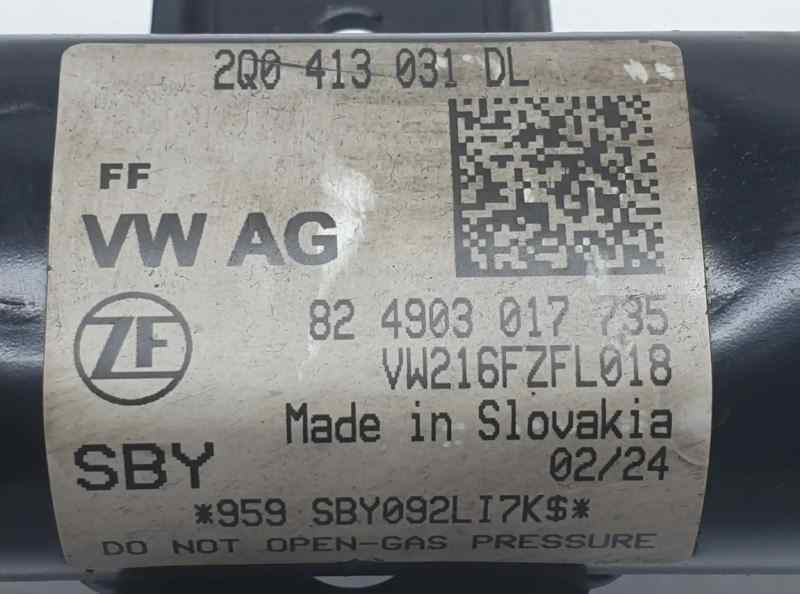 2Q0 413 031 DL
FF
VW AG
ZF
82 4903 017 735
VW216FZFL018
Made in Slovakia
SBY
02/24
*959 SBY092LI7K$*
DO NOT OPEN-GAS PRESSURE